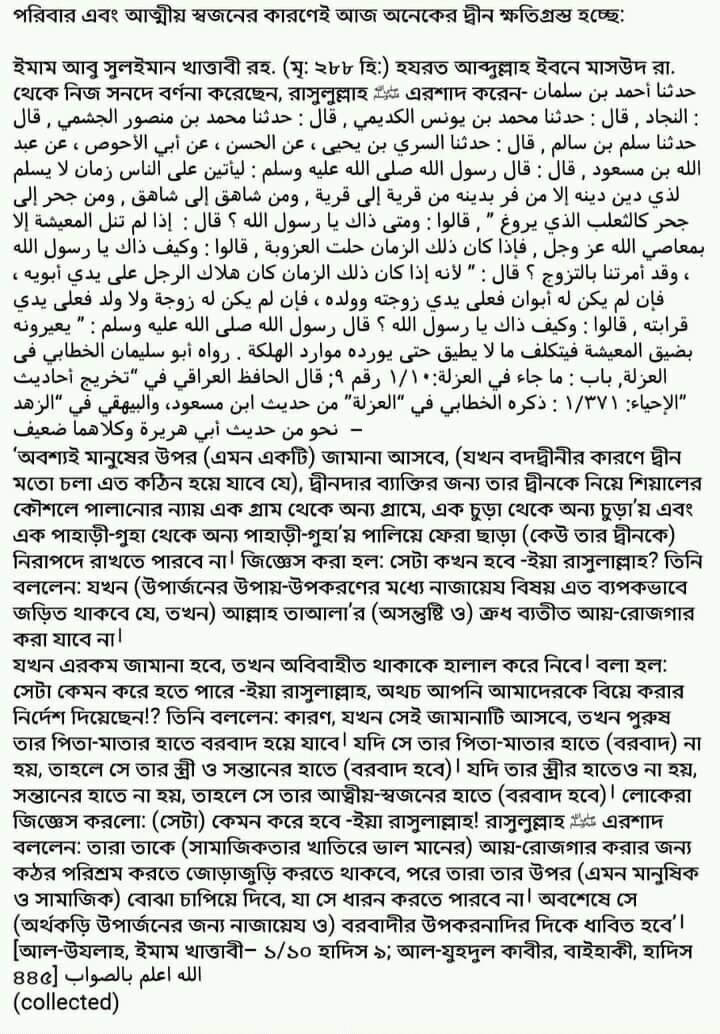 পরিবার এবং আত্মীয় স্বজনের কারণেই আজ অনেকের দ্বীন ক্ষতিগ্রস্ত হচ্ছে:

ইমাম আবু সুলইমান খাত্তাবী রহ. (মৃ: ২৮৮ হি:) হযরত আব্দুল্লাহ ইবনে মাসউদ রা.
থেকে নিজ সনদে বর্ণনা করেছেন, রাসুলুল্লাহ ﷺ এরশাদ করেন- حدثنا أحمد بن سلمان
النجاد , قال : حدثنا محمد بن يونس الكديمي , قال : حدثنا محمد بن منصور الجشمي , قال :
حدثنا سلم بن سالم , قال : حدثنا السري بن يحيى ، عن الحسن ، عن أبي الأحوص ، عن عبد
الله بن مسعود , قال : قال رسول الله صلى الله عليه وسلم : ليأتين على الناس زمان لا يسلم
لذي دين دينه إلا من فر بدينه من قرية إلى قرية , ومن شاهق إلى شاهق , ومن جحر إلى
جحر كالثعلب الذي يروغ " , قالوا : ومتى ذاك يا رسول الله ؟ قال : إذا لم تنل المعيشة إلا
بمعاصي الله عز وجل , فإذا كان ذلك الزمان حلت العزوبة , قالوا : وكيف ذاك يا رسول الله
، وقد أمرتنا بالتزوج ؟ قال : " لأنه إذا كان ذلك الزمان كان هلاك الرجل على يدي أبويه ،
فإن لم يكن له أبوان فعلى يدي زوجته وولده ، فإن لم يكن له زوجة ولا ولد فعلى يدي
قرابته , قالوا : وكيف ذاك يا رسول الله ؟ قال رسول الله صلى الله عليه وسلم : " يعيرونه
بضيق المعيشة فيتكلف ما لا يطيق حتى يورده موارد الهلكة . رواه أبو سليمان الخطابي فى
العزلة, باب : ما جاء في العزلة:١/١٠ رقم ٩; قال الحافظ العراقي في "تخريج أحاديث
الإحياء: ١/٣٧١ : ذكره الخطابي في "العزلة" من حديث ابن مسعود، والبيهقي في "الزهد"
نحو من حديث أبي هريرة وكلاهما ضعيف –
‘অবশ্যই মানুষের উপর (এমন একটি) জামানা আসবে, (যখন বদদ্বীনীর কারণে দ্বীন
মতো চলা এত কঠিন হয়ে যাবে যে), দ্বীনদার ব্যাক্তির জন্য তার দ্বীনকে নিয়ে শিয়ালের
কৌশলে পালানোর ন্যায় এক গ্রাম থেকে অন্য গ্রামে, এক চুড়া থেকে অন্য চুড়া’য় এবং
এক পাহাড়ী-গুহা থেকে অন্য পাহাড়ী-গুহা’য় পালিয়ে ফেরা ছাড়া (কেউ তার দ্বীনকে)
নিরাপদে রাখতে পারবে না। জিজ্ঞেস করা হল: সেটা কখন হবে -ইয়া রাসুলাল্লাহ? তিনি
বললেন: যখন (উপার্জনের উপায়-উপকরণের মধ্যে নাজায়েয বিষয় এত ব্যপকভাবে
জড়িত থাকবে যে, তখন) আল্লাহ তাআলা’র (অসন্তুষ্টি ও) ক্রধ ব্যতীত আয়-রোজগার
করা যাবে না।
যখন এরকম জামানা হবে, তখন অবিবাহীত থাকাকে হালাল করে নিবে। বলা হল:
সেটা কেমন করে হতে পারে -ইয়া রাসুলাল্লাহ, অথচ আপনি আমাদেরকে বিয়ে করার
নির্দেশ দিয়েছেন!? তিনি বললেন: কারণ, যখন সেই জামানাটি আসবে, তখন পুরুষ
তার পিতা-মাতার হাতে বরবাদ হয়ে যাবে। যদি সে তার পিতা-মাতার হাতে (বরবাদ) না
হয়, তাহলে সে তার স্ত্রী ও সন্তানের হাতে (বরবাদ হবে)। যদি তার স্ত্রীর হাতেও না হয়,
সন্তানের হাতে না হয়, তাহলে সে তার আত্বীয়-স্বজনের হাতে (বরবাদ হবে)। লোকেরা
জিজ্ঞেস করলো: (সেটা) কেমন করে হবে -ইয়া রাসুলাল্লাহ! রাসুলুল্লাহ ﷺ এরশাদ
বললেন: তারা তাকে (সামাজিকতার খাতিরে ভাল মানের) আয়-রোজগার করার জন্য
কঠর পরিশ্রম করতে জোড়াজুড়ি করতে থাকবে, পরে তারা তার উপর (এমন মানুষিক
ও সামাজিক) বোঝা চাপিয়ে দিবে, যা সে ধারন করতে পারবে না। অবশেষে সে
(অর্থকড়ি উপার্জনের জন্য নাজায়েয ও) বরবাদীর উপকরনাদির দিকে ধাবিত হবে’।
[আল-উযলাহ, ইমাম খাত্তাবী– ১/১০ হাদিস ৯; আল-যুহদুল কাবীর, বাইহাকী, হাদিস
৪৪৫] الله اعلم بالصواب
(collected)